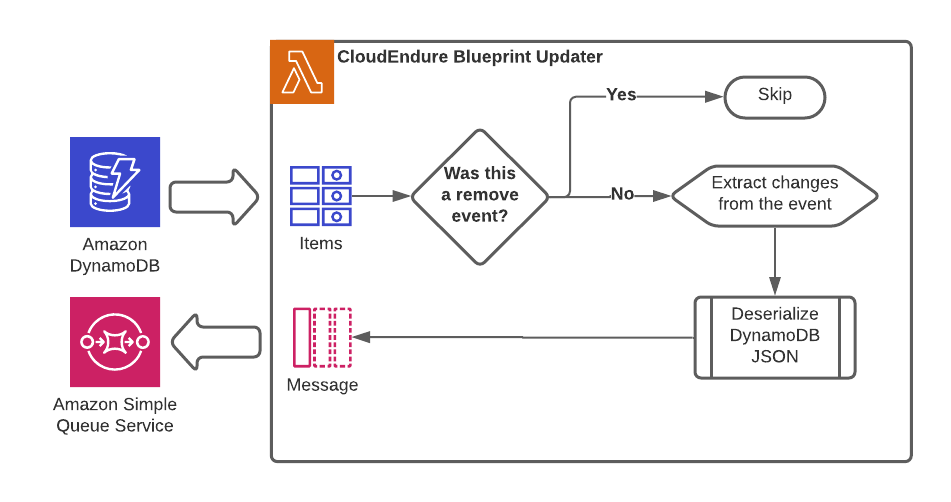 CloudEndure Blueprint Updater
Yes
Skip
Was this
a remove
event?
No
Extract changes
from the event
Items
Amazon
DynamoDB
Deserialize
DynamoDB
JSON
Message
Amazon Simple
Queue Service